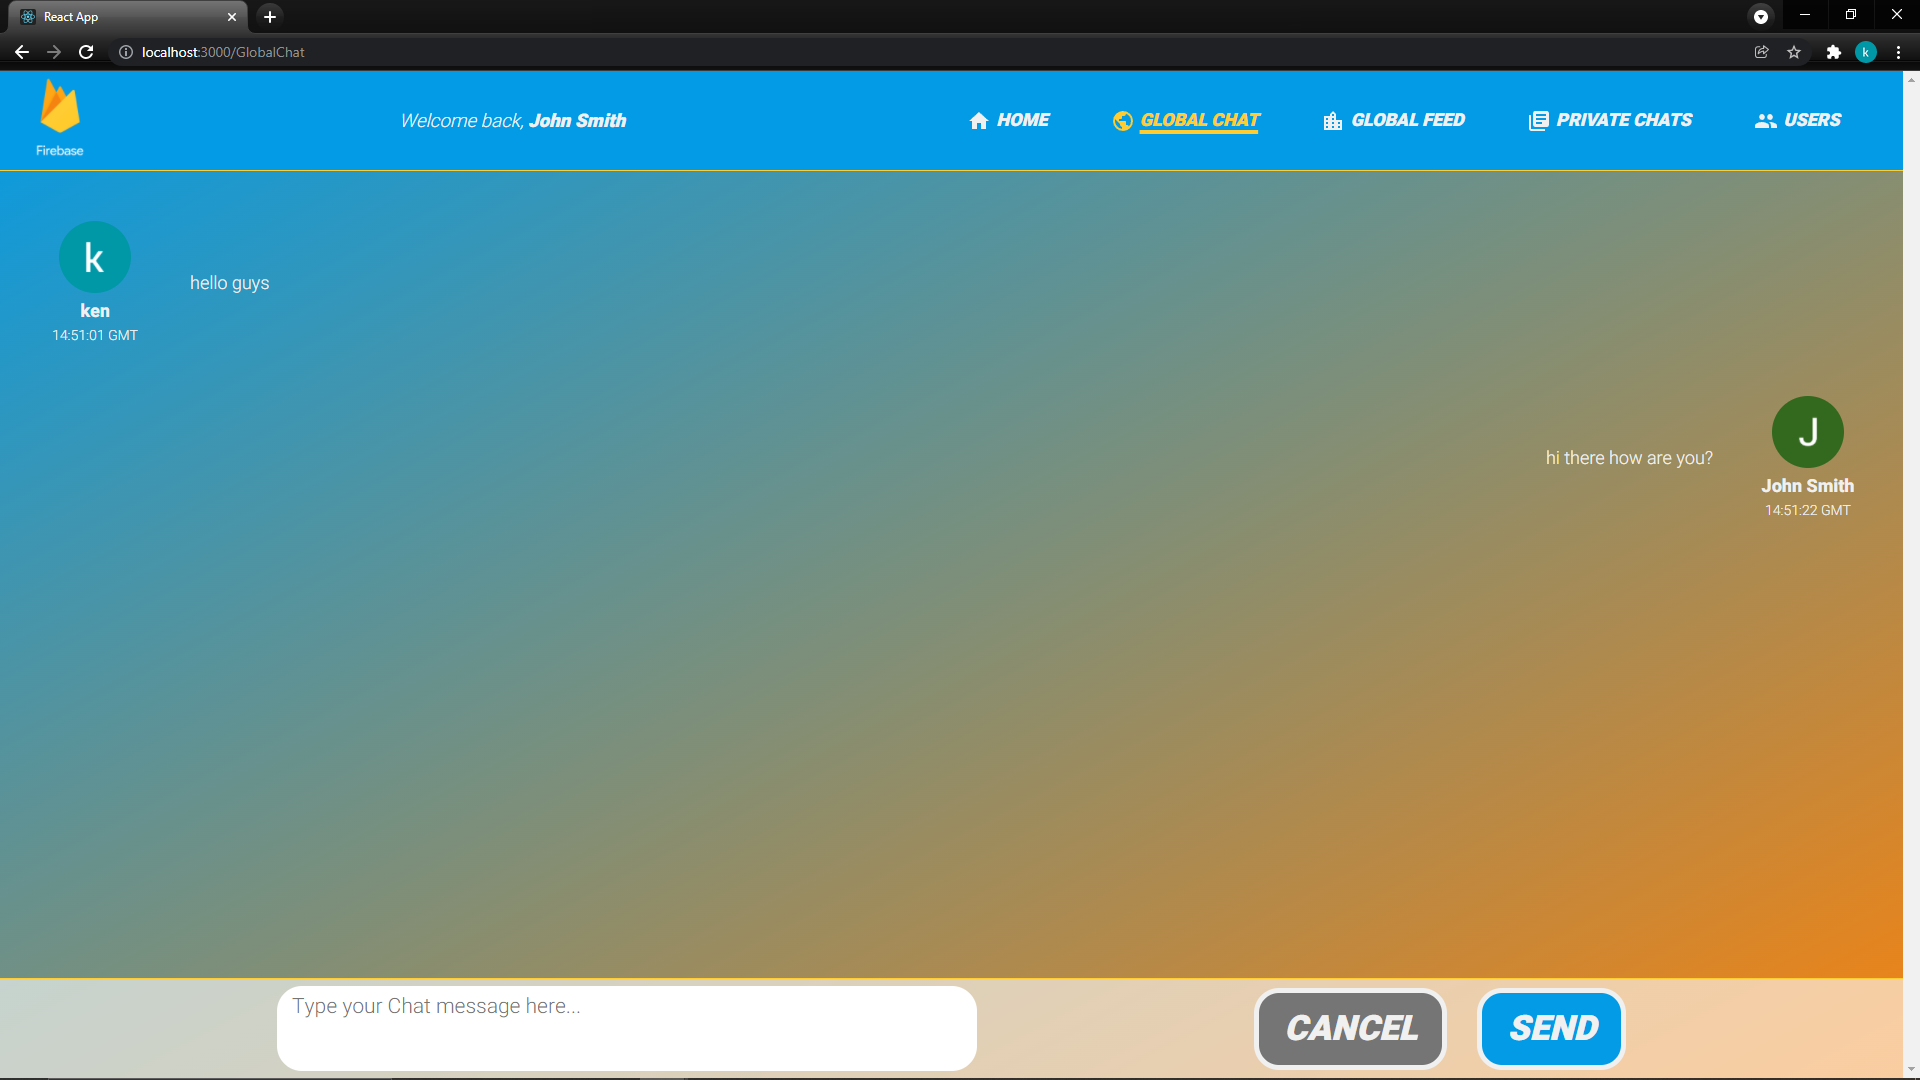 React App
localhost:3000/GlobalChat
k
Firebase
Welcome back, John Smith
HOME
GLOBAL CHAT
GLOBAL FEED
PRIVATE CHATS
USERS
k
hello guys
ken
14:51:01 GMT
J
hi there how are you?
John Smith
14:51:22 GMT
Type your Chat message here...
CANCEL
SEND